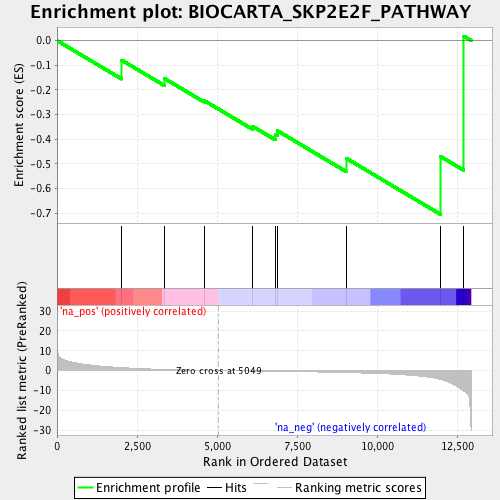 Enrichment plot: BIOCARTA_SKP2E2F_PATHWAY
Enrichment score (ES)
0.0
-0.1
-0.2
-0.3
-0.4
-0.5
-0.6
-0.7
Ranked list metric (PreRanked)
30
20
10
0
-10
-20
-30
'na_pos' (positively correlated)
Zero cross at 5049
'na_neg' (negatively correlated)
0 2,500 5,000 7,500 10,000 12,500
Rank in Ordered Dataset
Enrichment profile Hits Ranking metric scores